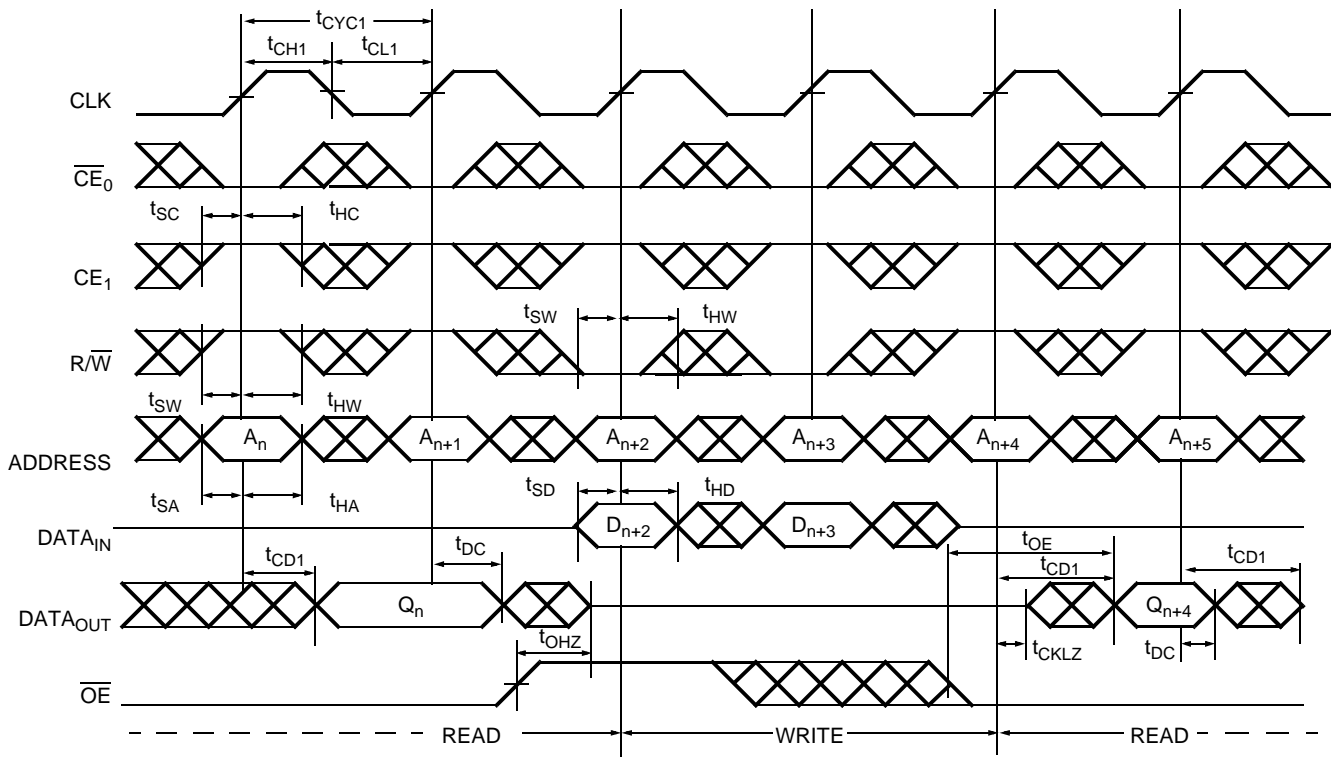 tCYC1
tCH1 tCL1
CLK
CE0
tSC tHC
CE1
tSW tHW
R/W
tSW tHW
An An+1 An+2 An+3 An+4 An+5
ADDRESS
tSA tHA tSD tHD
Dn+2 Dn+3
DATAIN
tOE
tCD1 tDC tCD1 tCD1
Qn Qn+4
DATAOUT
tOHZ tCKLZ tDC
OE
READ WRITE READ